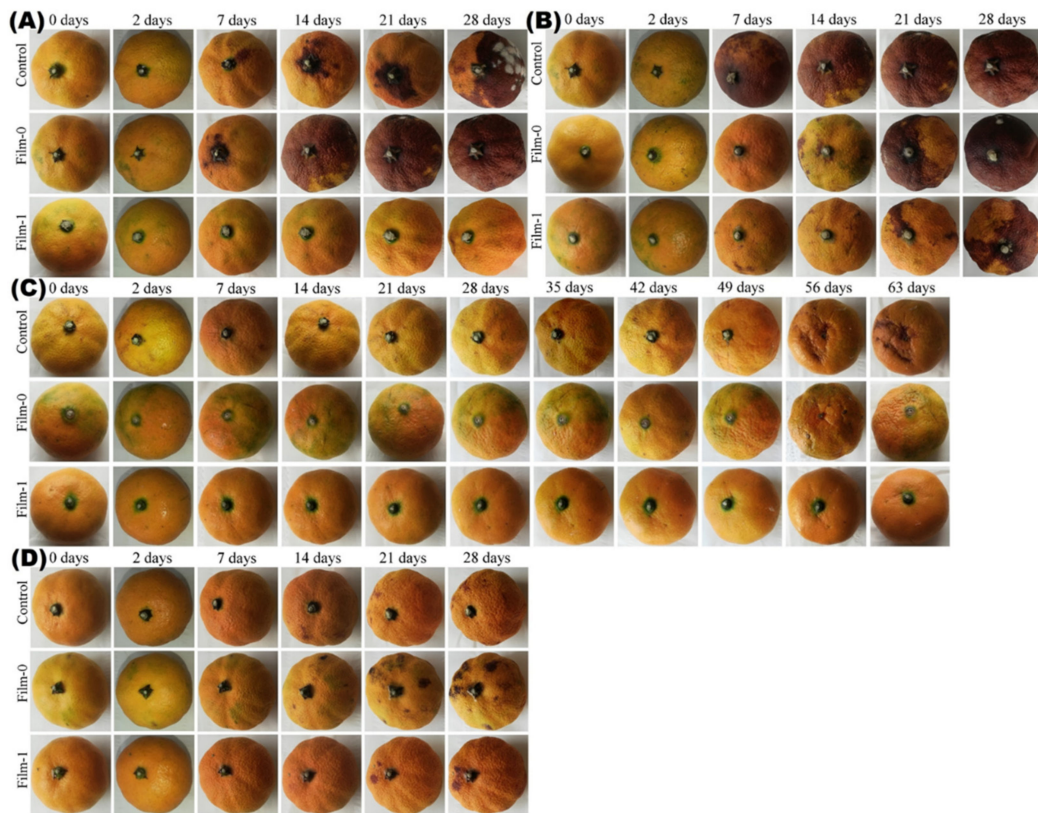 (A) 0 days 2 days 7 days 14 days 21 days 28 days
Control
Film-0
Film-1
(B) 0 days 2 days 7 days 14 days 21 days 28 days
Control
Film-0
Film-1
(C) 0 days 2 days 7 days 14 days 21 days 28 days 35 days 42 days 49 days 56 days 63 days
Control
Film-0
Film-1
(D) 0 days 2 days 7 days 14 days 21 days 28 days
Control
Film-0
Film-1